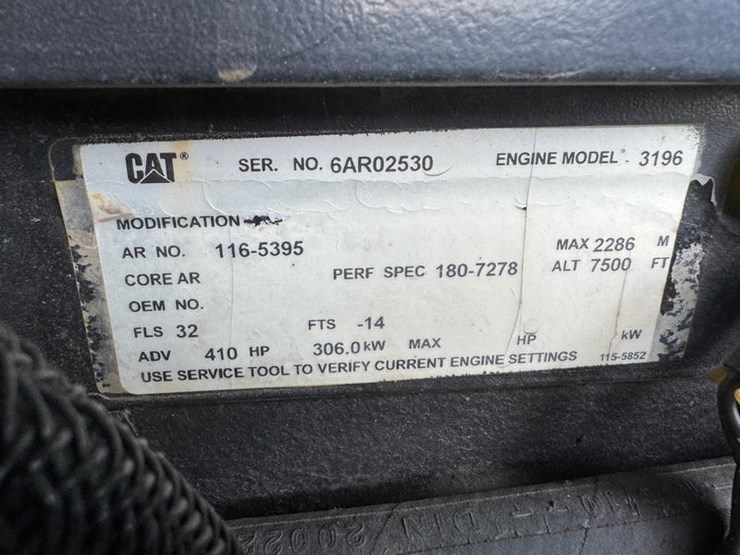 CAT® SER. NO. 6AR02530 ENGINE MODEL. 3196
MODIFICATION
AR NO. 116-5395 MAX 2286 M
CORE AR PERF SPEC 180-7278 ALT 7500 FT
OEM NO.
FLS 32 FTS -14
ADV 410 HP 306.0 kW MAX HP kW
USE SERVICE TOOL TO VERIFY CURRENT ENGINE SETTINGS 115-5852
DIN